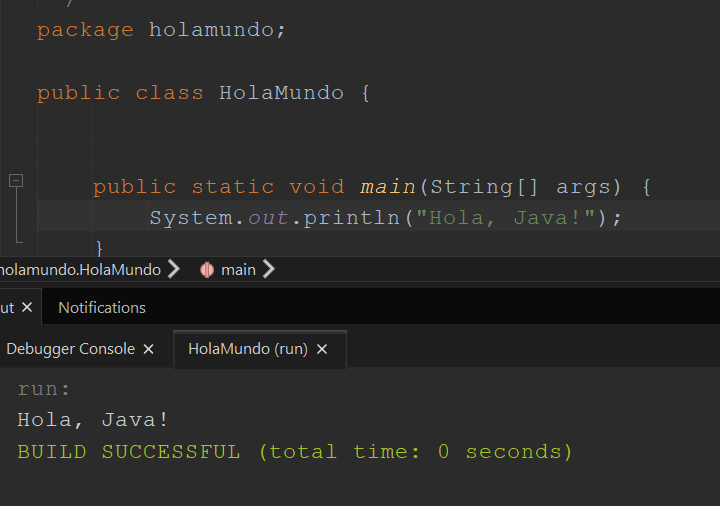 package holamundo;
public class HolaMundo {
public static void main(String[] args) {
System.out.println("Hola, Java!");
}
holamundo.HolaMundo main
ut × Notifications
Debugger Console × HolaMundo (run) ×
run:
Hola, Java!
BUILD SUCCESSFUL (total time: 0 seconds)